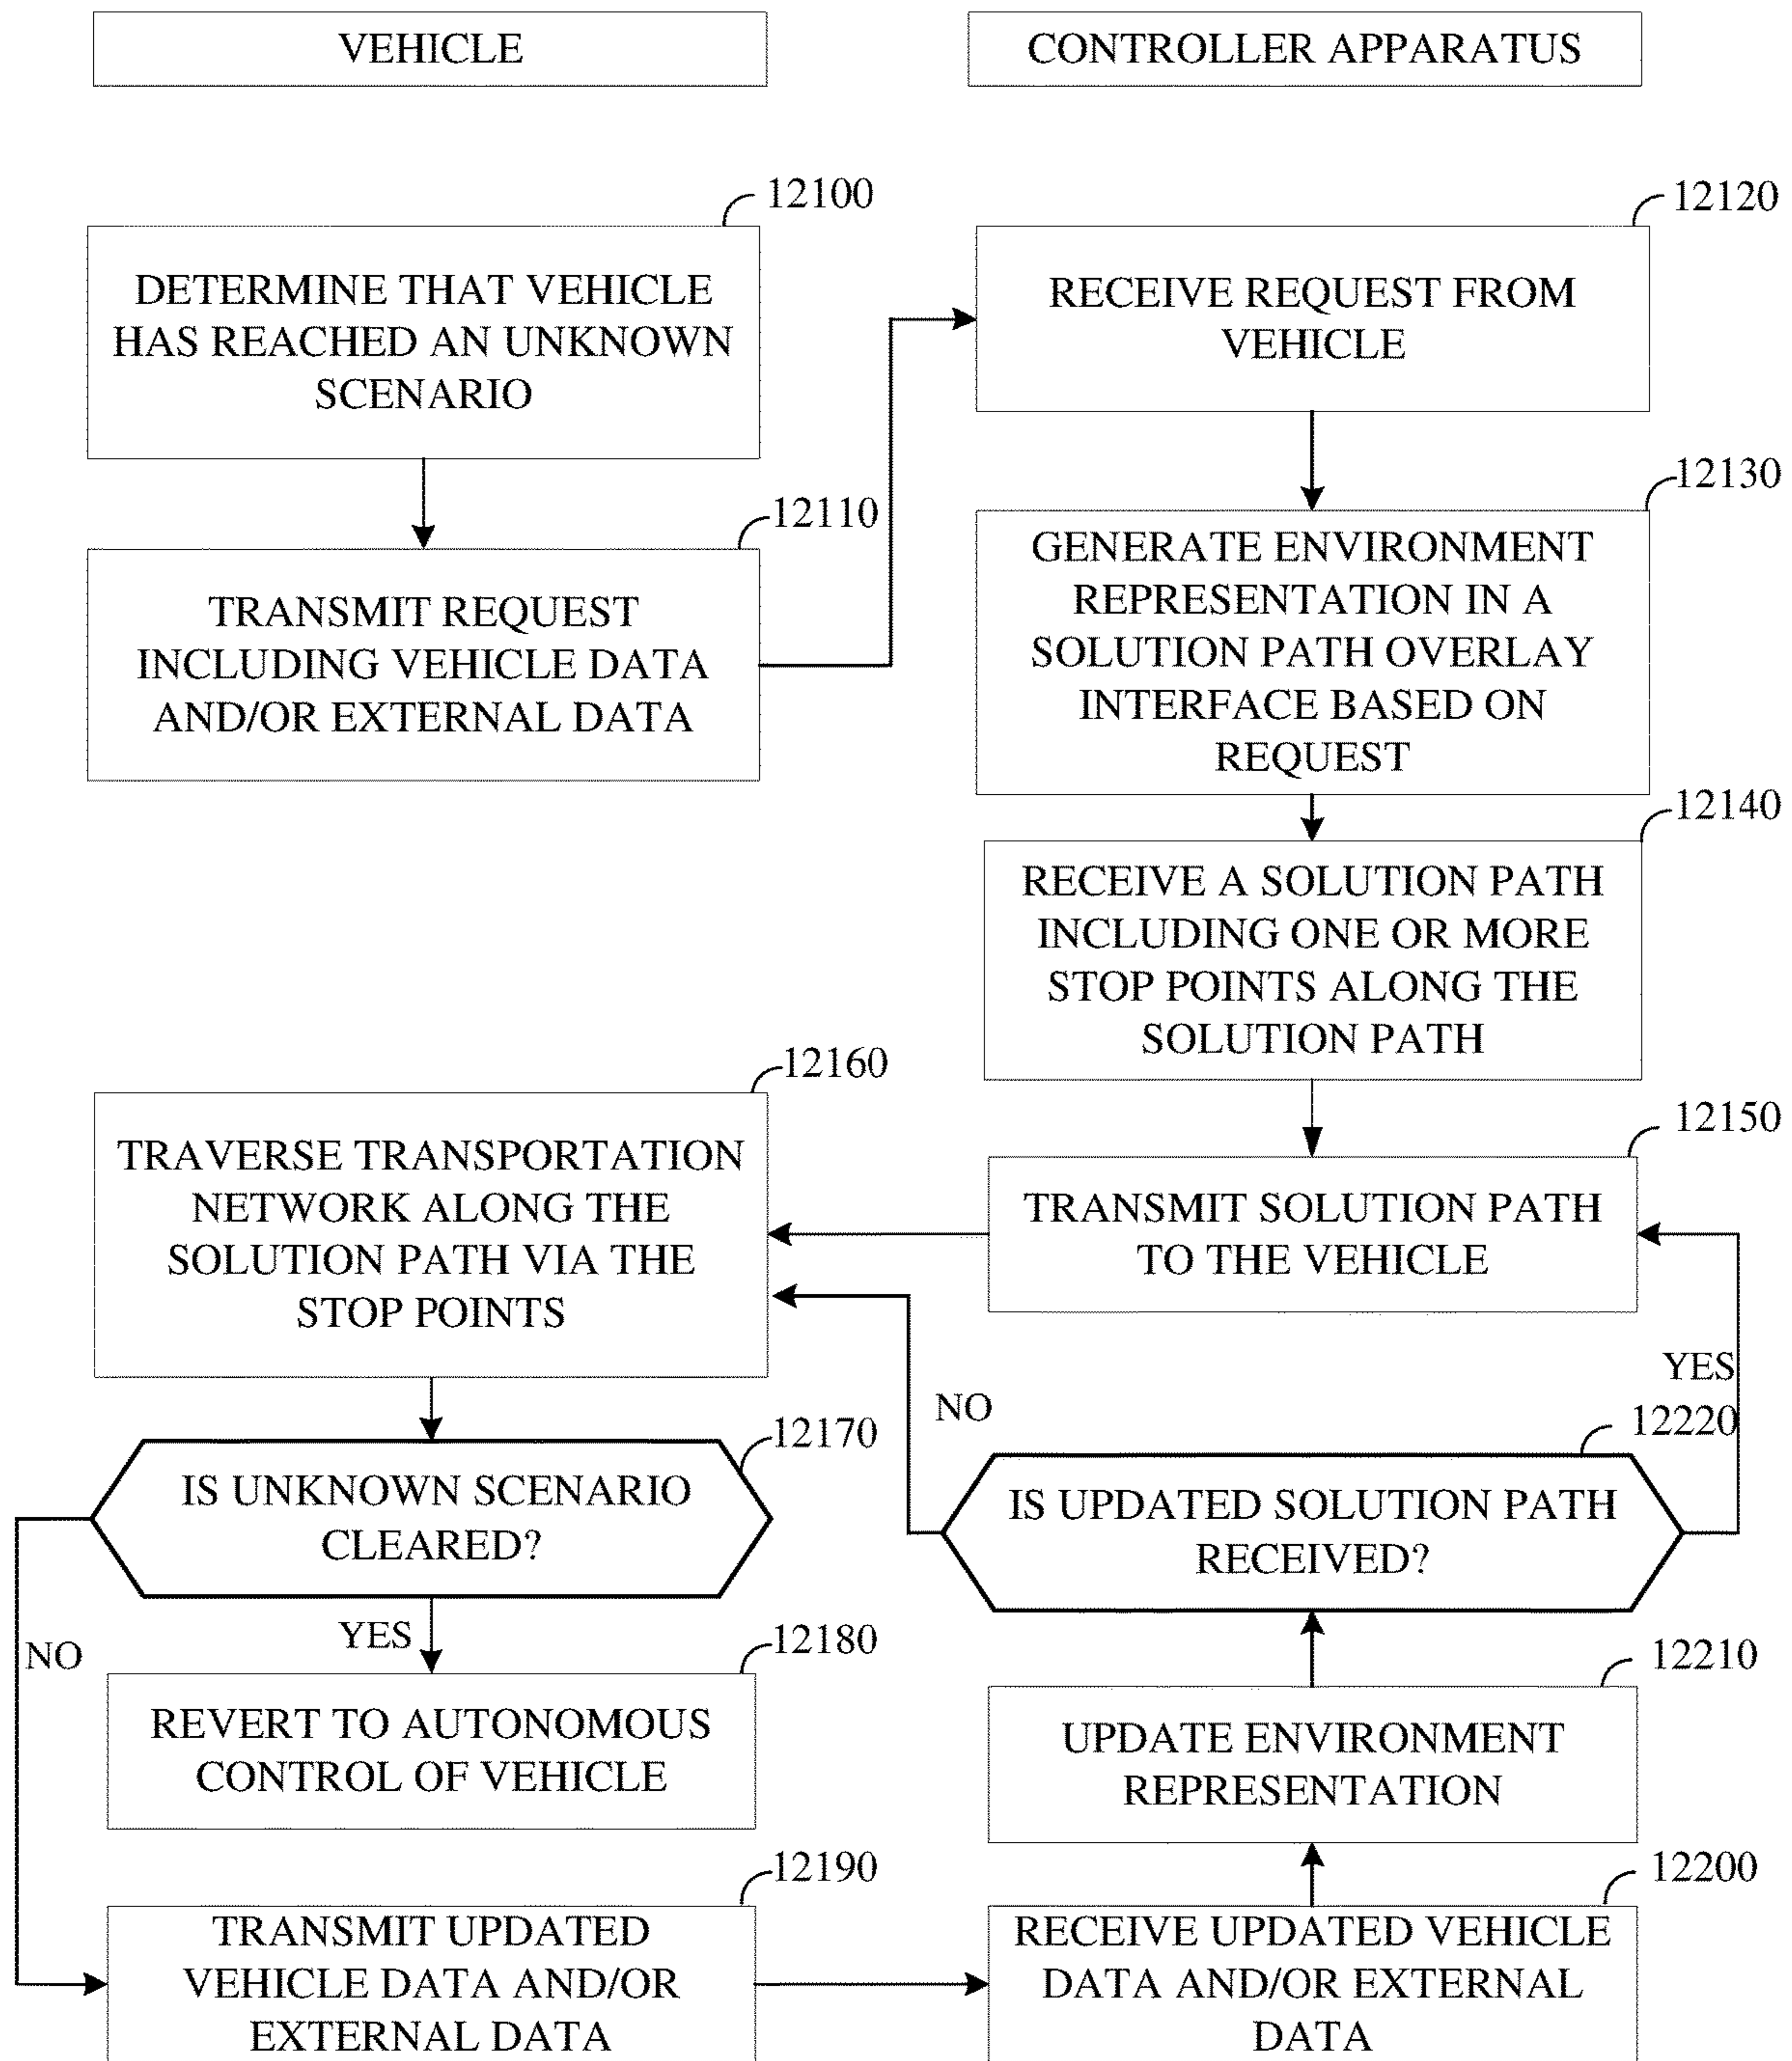 VEHICLE
CONTROLLER APPARATUS
12100
DETERMINE THAT VEHICLE
HAS REACHED AN UNKNOWN
SCENARIO
12110
TRANSMIT REQUEST
INCLUDING VEHICLE DATA
AND/OR EXTERNAL DATA
12120
RECEIVE REQUEST FROM
VEHICLE
12130
GENERATE ENVIRONMENT
REPRESENTATION IN A
SOLUTION PATH OVERLAY
INTERFACE BASED ON
REQUEST
12140
RECEIVE A SOLUTION PATH
INCLUDING ONE OR MORE
STOP POINTS ALONG THE
SOLUTION PATH
12150
TRANSMIT SOLUTION PATH
TO THE VEHICLE
12160
TRAVERSE TRANSPORTATION
NETWORK ALONG THE
SOLUTION PATH VIA THE
STOP POINTS
12170
IS UNKNOWN SCENARIO
CLEARED?
YES
NO
12180
REVERT TO AUTONOMOUS
CONTROL OF VEHICLE
12190
TRANSMIT UPDATED
VEHICLE DATA AND/OR
EXTERNAL DATA
12200
RECEIVE UPDATED VEHICLE
DATA AND/OR EXTERNAL
DATA
12210
UPDATE ENVIRONMENT
REPRESENTATION
12220
IS UPDATED SOLUTION PATH
RECEIVED?
NO
YES